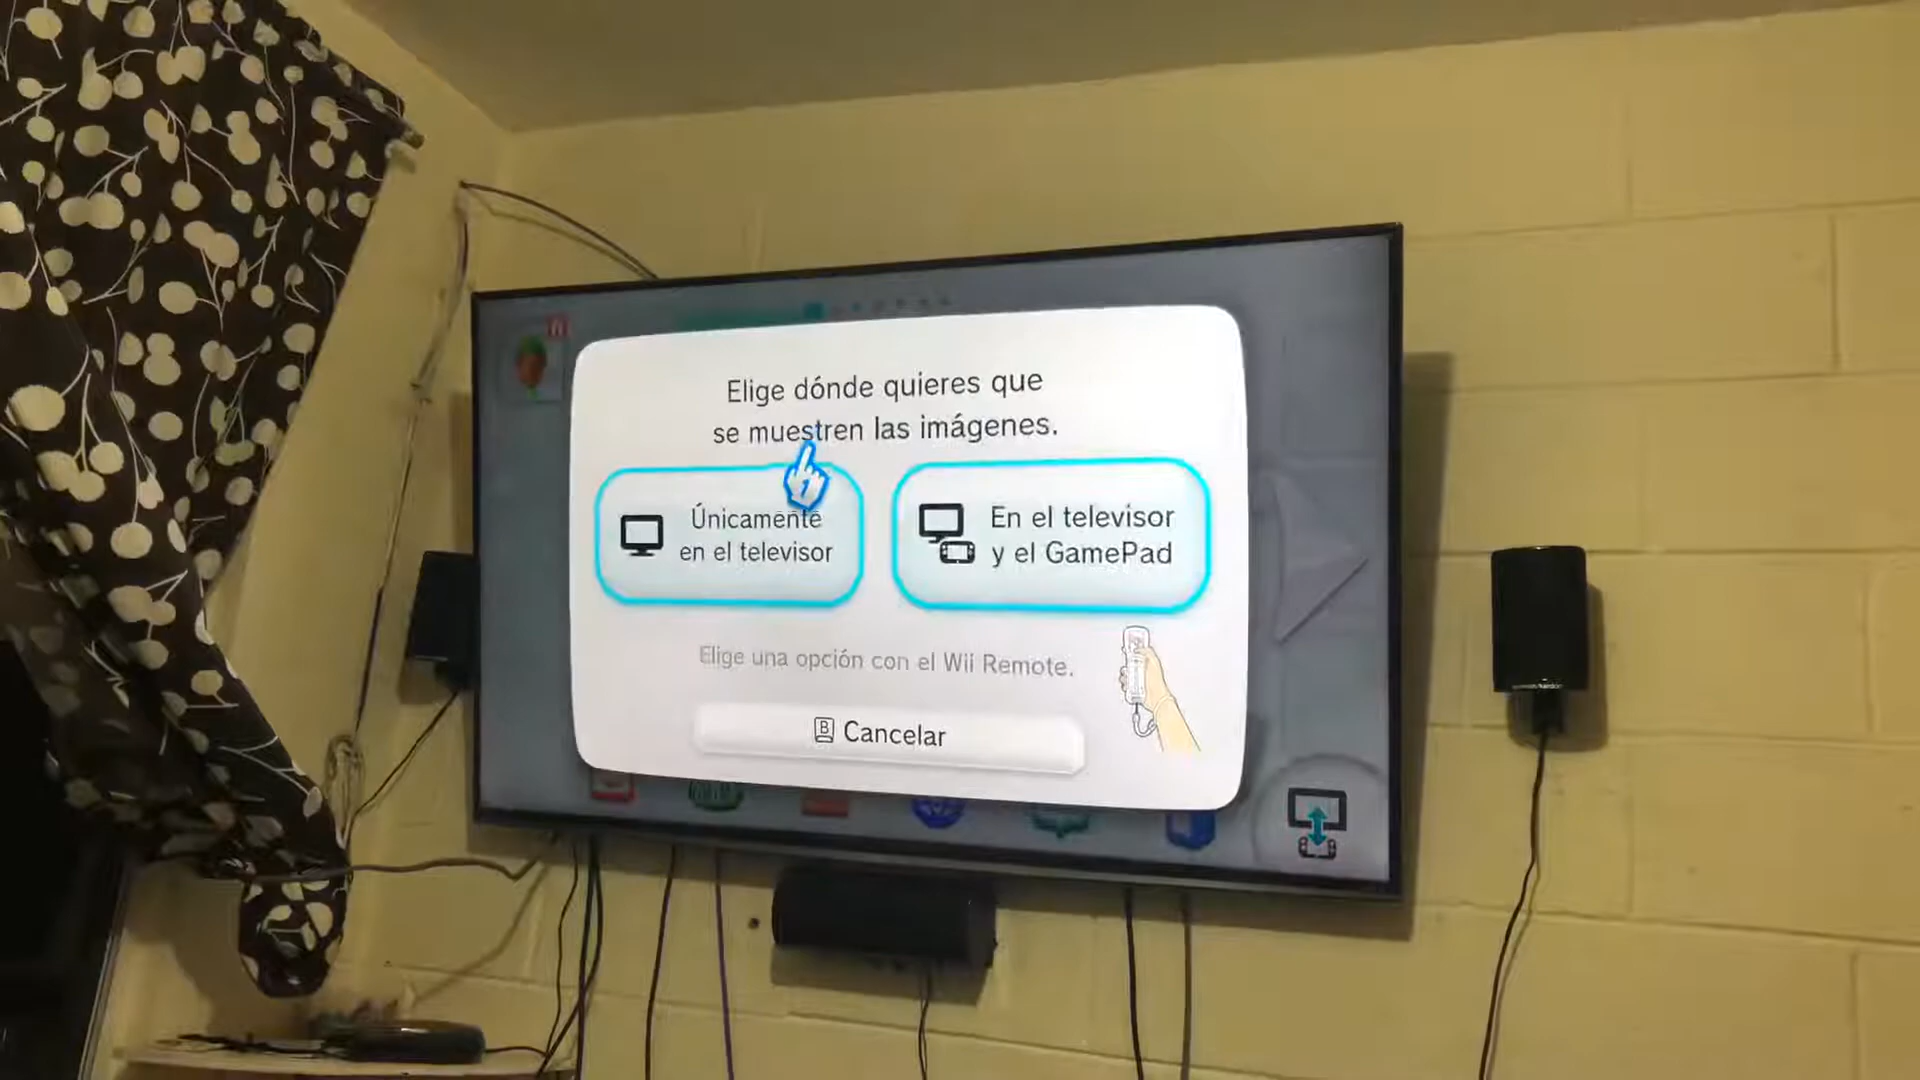 Elige dónde quieres que
se muestren las imágenes.
1
Únicamente
en el televisor
En el televisor
y el GamePad
Elige una opción con el Wii Remote.
B Cancelar